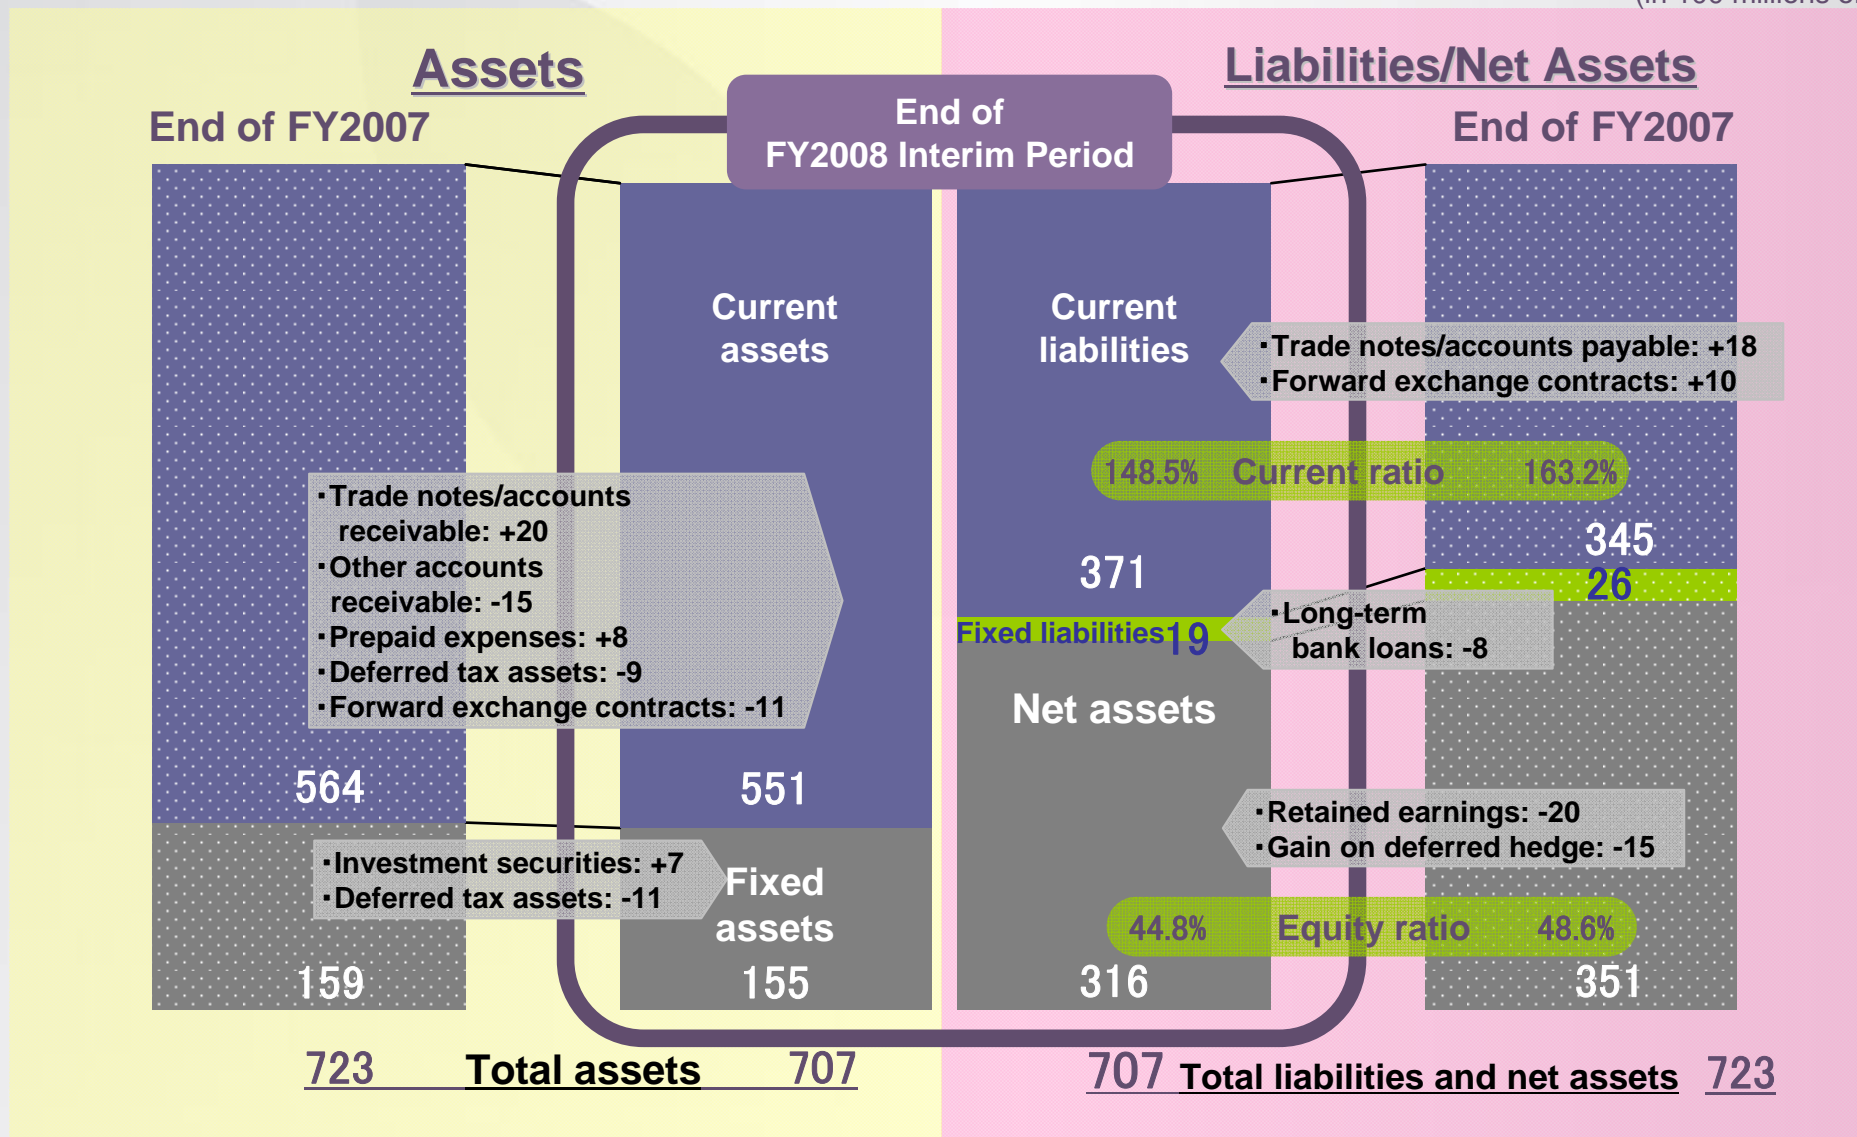 Assets
Liabilities/Net Assets
End of FY2007
End of
FY2008 Interim Period
End of FY2007
Current
assets
Current
liabilities
・Trade notes/accounts payable: +18
・Forward exchange contracts: +10
148.5% Current ratio 163.2%
・Trade notes/accounts
receivable: +20
・Other accounts
receivable: -15
・Prepaid expenses: +8
・Deferred tax assets: -9
・Forward exchange contracts: -11
345
371
26
Fixed liabilities 19
・Long-term
bank loans: -8
Net assets
564
551
・Retained earnings: -20
・Gain on deferred hedge: -15
・Investment securities: +7
・Deferred tax assets: -11
Fixed
assets
44.8% Equity ratio 48.6%
159
155
316
351
723 Total assets 707
707 Total liabilities and net assets 723